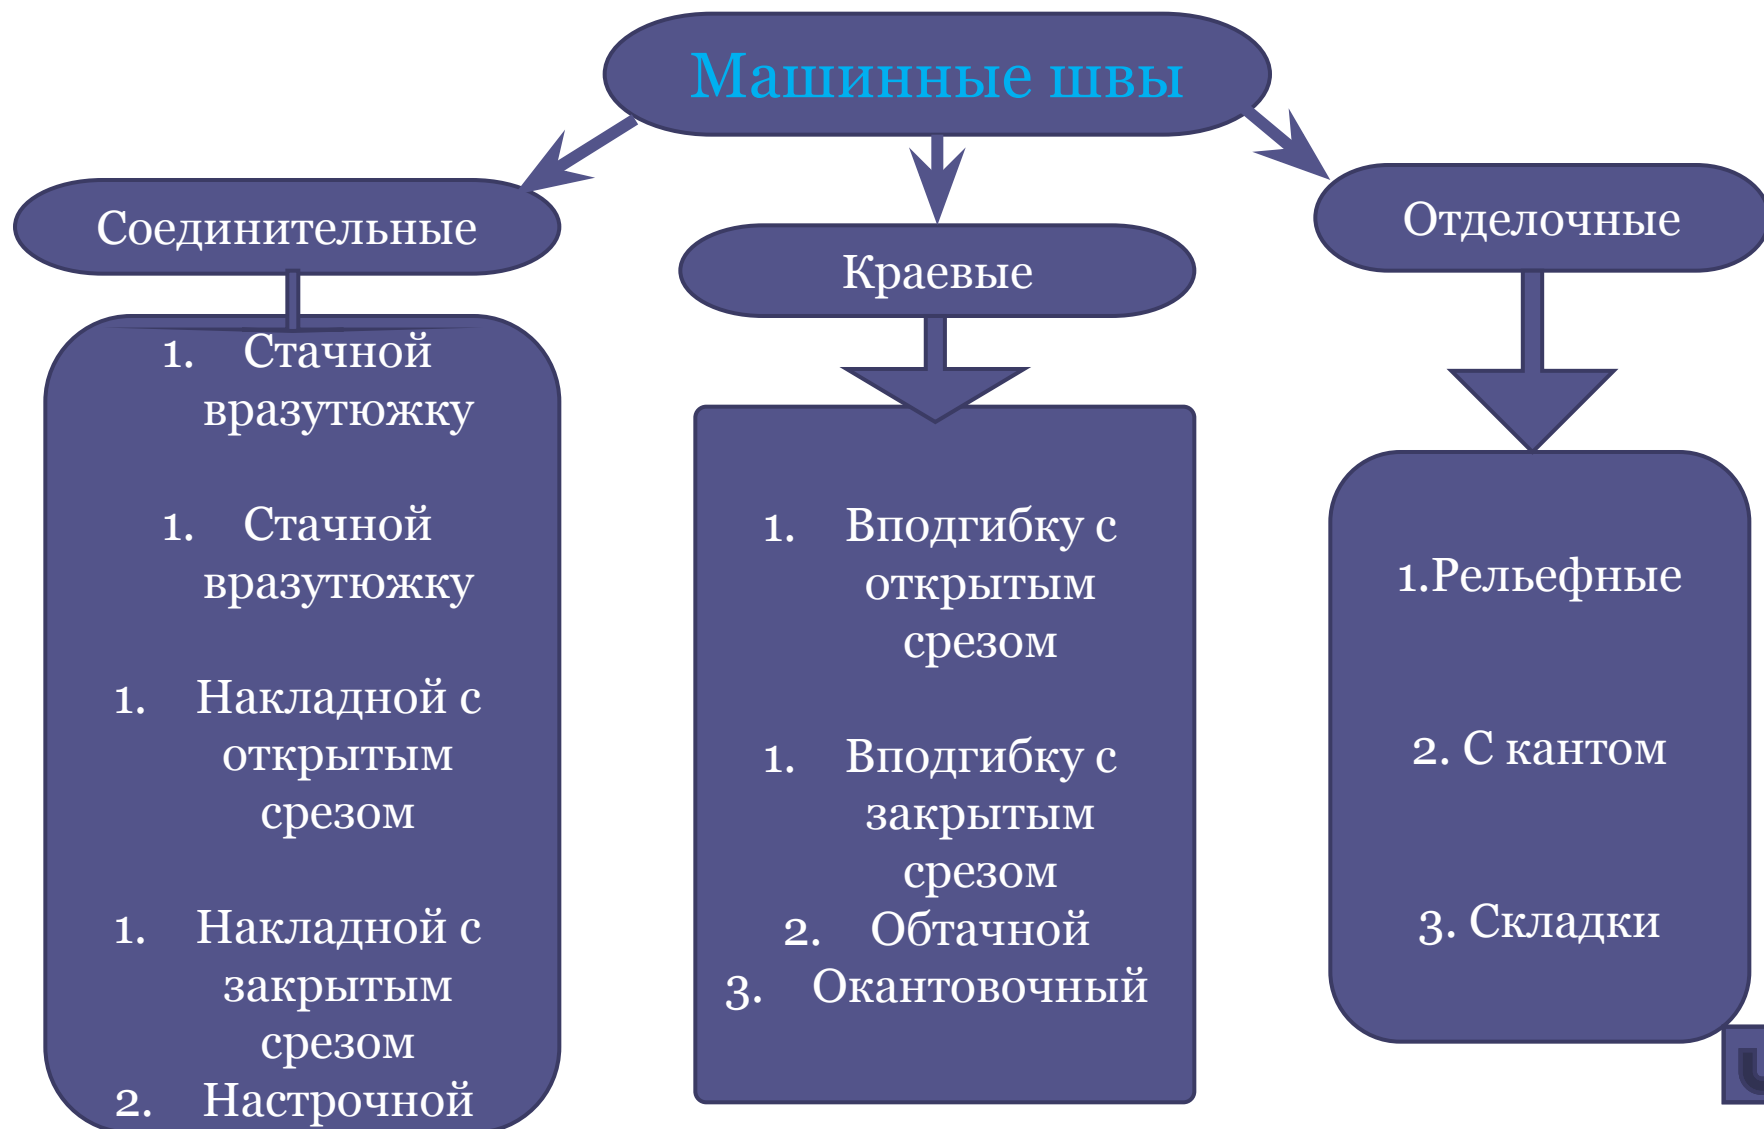 Машинные швы
Соединительные
1. Стачной
вразутюжку
1. Стачной
вразутюжку
1. Накладной с
открытым
срезом
1. Накладной с
закрытым
срезом
2. Настрочной
Краевые
1. Вподгибку с
открытым
срезом
1. Вподгибку с
закрытым
срезом
2. Обтачной
3. Окантовочный
Отделочные
1.Рельефные
2. С кантом
3. Складки